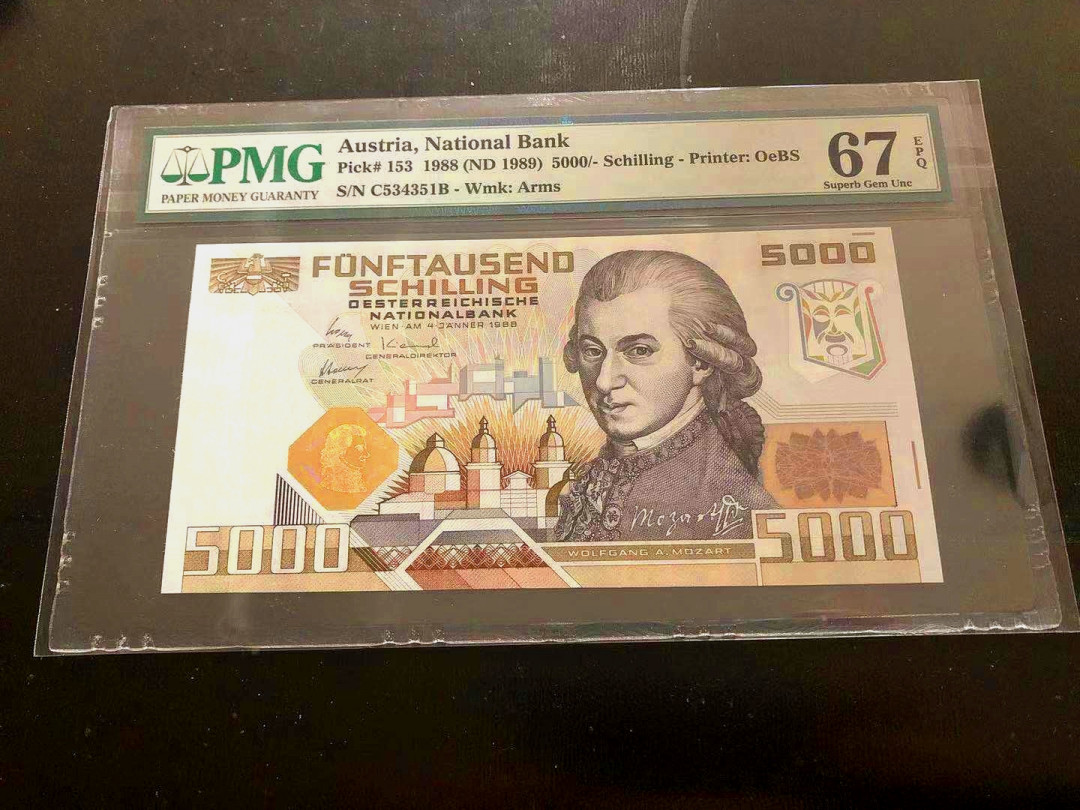 PMG
PAPER MONEY GUARANTY
Austria, National Bank
Pick# 153 1988 (ND 1989) 5000/- Schilling - Printer: OeBS
S/N C534351B - Wmk: Arms
67
EPQ
Superb Gem Unc
FÜNFTAUSEND
SCHILLING
OESTERREICHISCHE
NATIONALBANK
WIEN·AM 4·JÄNNER 1988
PRÄSIDENT
GENERALDIREKTOR
GENERALRAT
5000
Mozart
WOLFGANG A. MOZART
5000
5000